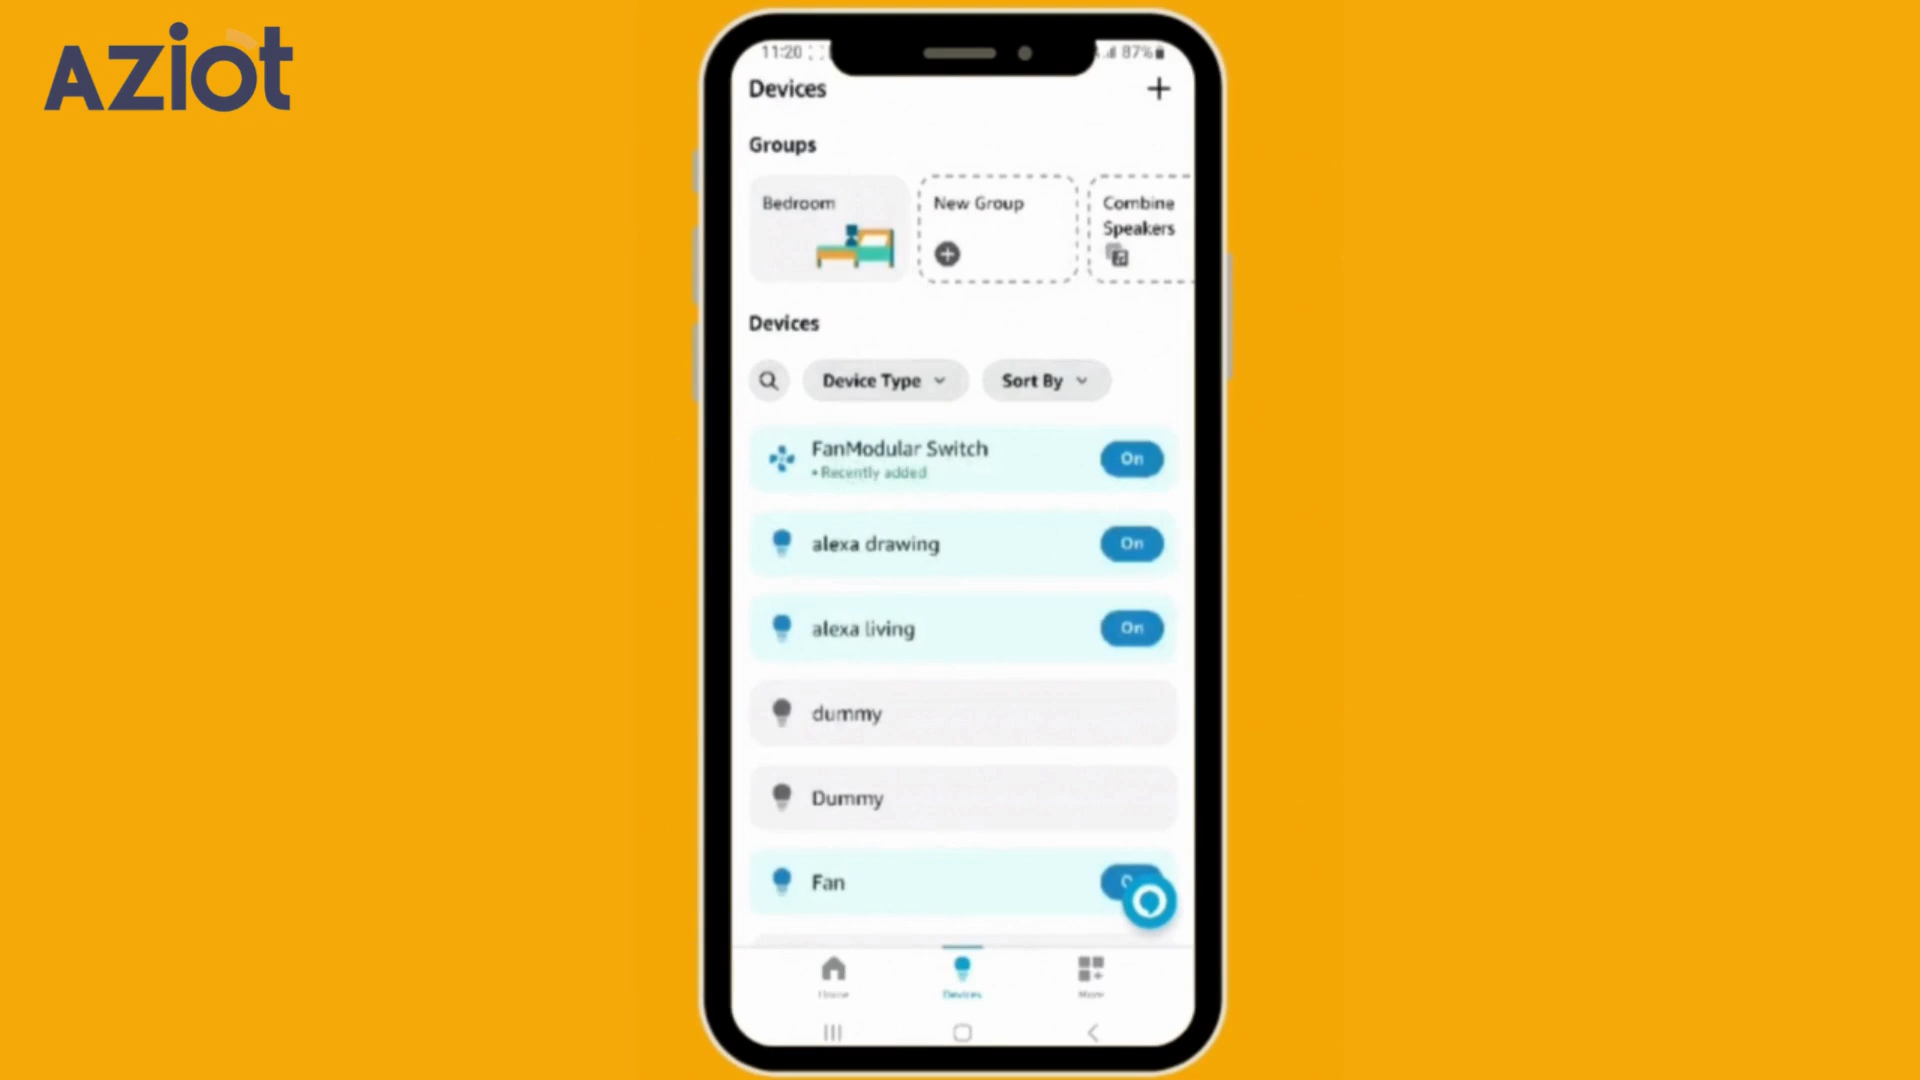 AZIOT
11:20
87%
Devices
Groups
Bedroom
New Group
Combine
Speakers
Devices
Device Type
Sort By
FanModular Switch
• Recently added
On
alexa drawing
On
alexa living
On
dummy
Dummy
Fan
Home
Devices
More